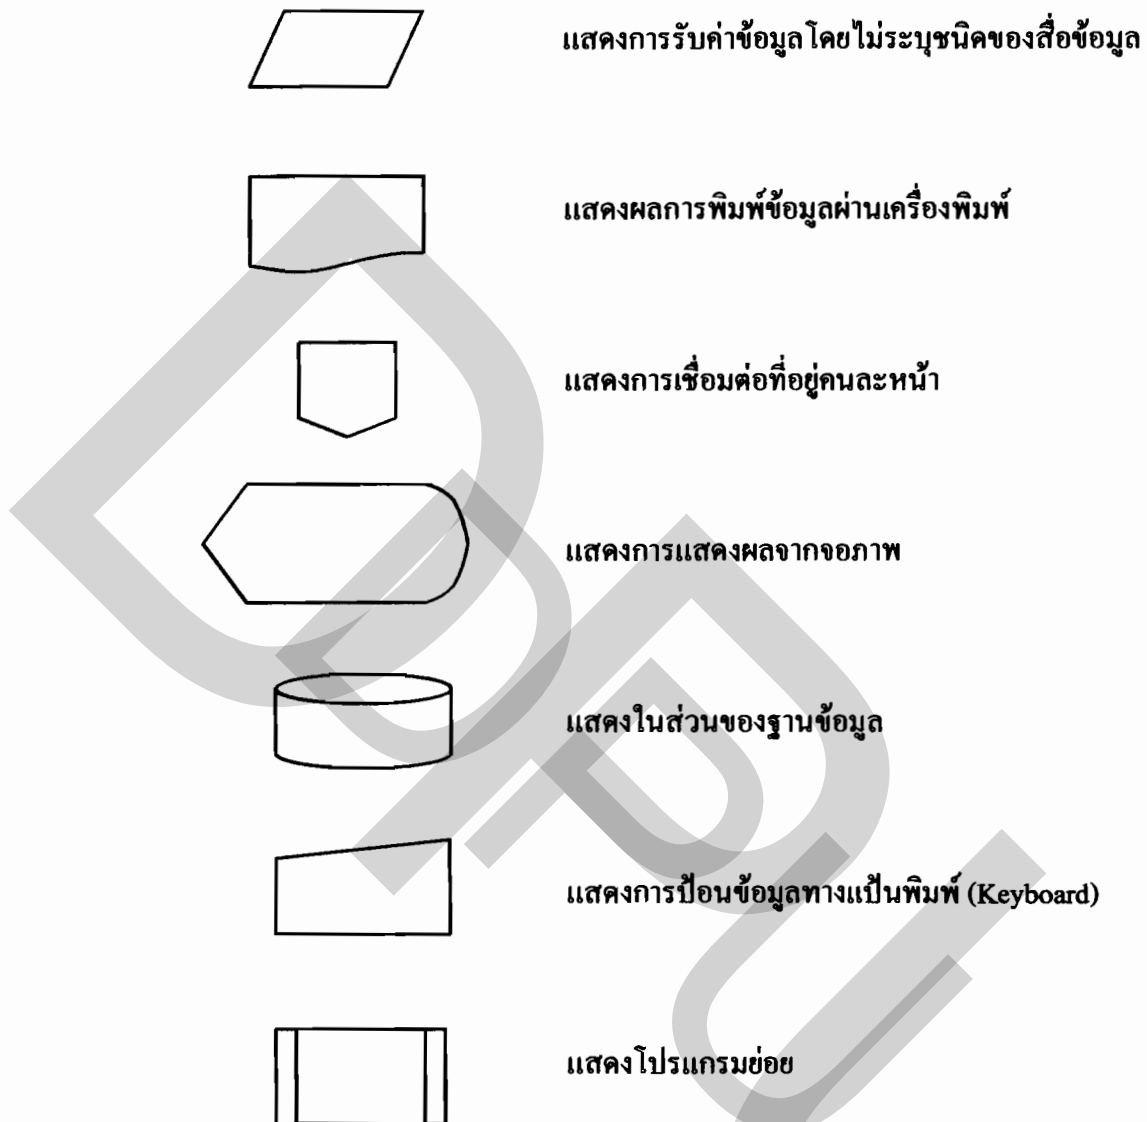 แสดงการรับค่าข้อมูลโดยไม่ระบุชนิดของสื่อข้อมูล
แสดงผลการพิมพ์ข้อมูลผ่านเครื่องพิมพ์
แสดงการเชื่อมต่อที่อยู่คนละหน้า
แสดงการแสดงผลจากจอภาพ
แสดงในส่วนของฐานข้อมูล
แสดงการป้อนข้อมูลทางแป้นพิมพ์ (Keyboard)
แสดงโปรแกรมย่อย
DPU